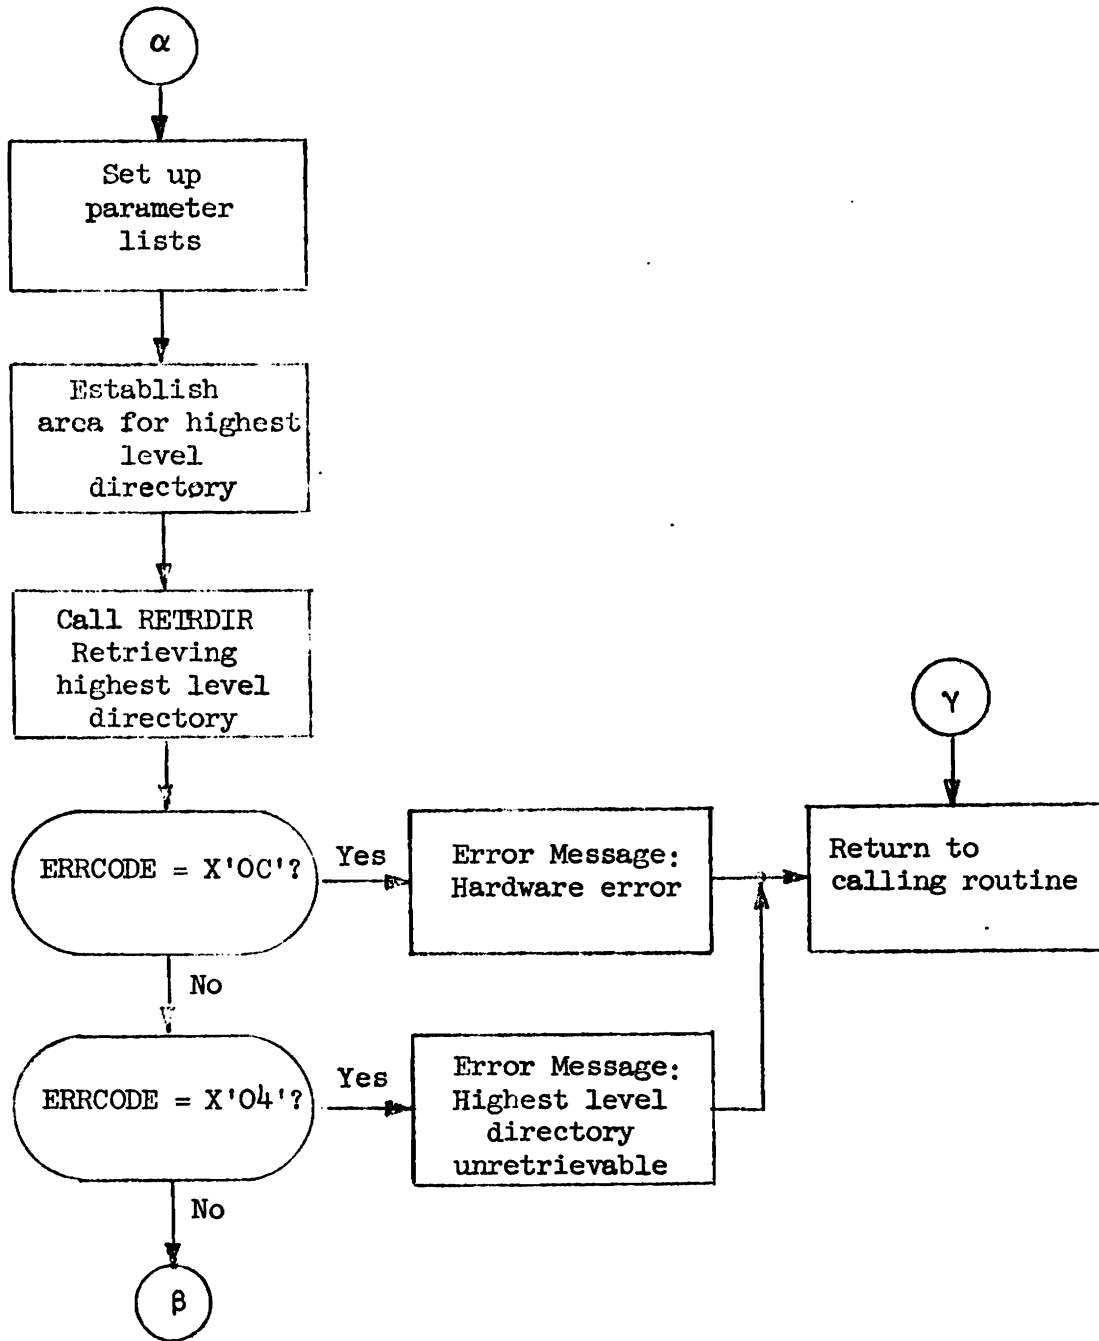 α
Set up
parameter
lists
Establish
area for highest
level
directory
Call RETRDIR
Retrieving
highest level
directory
γ
ERRCODE = X'0C'?
Yes
Error Message:
Hardware error
Return to
calling routine
No
ERRCODE = X'04'?
Yes
Error Message:
Highest level
directory
unretrievable
No
β